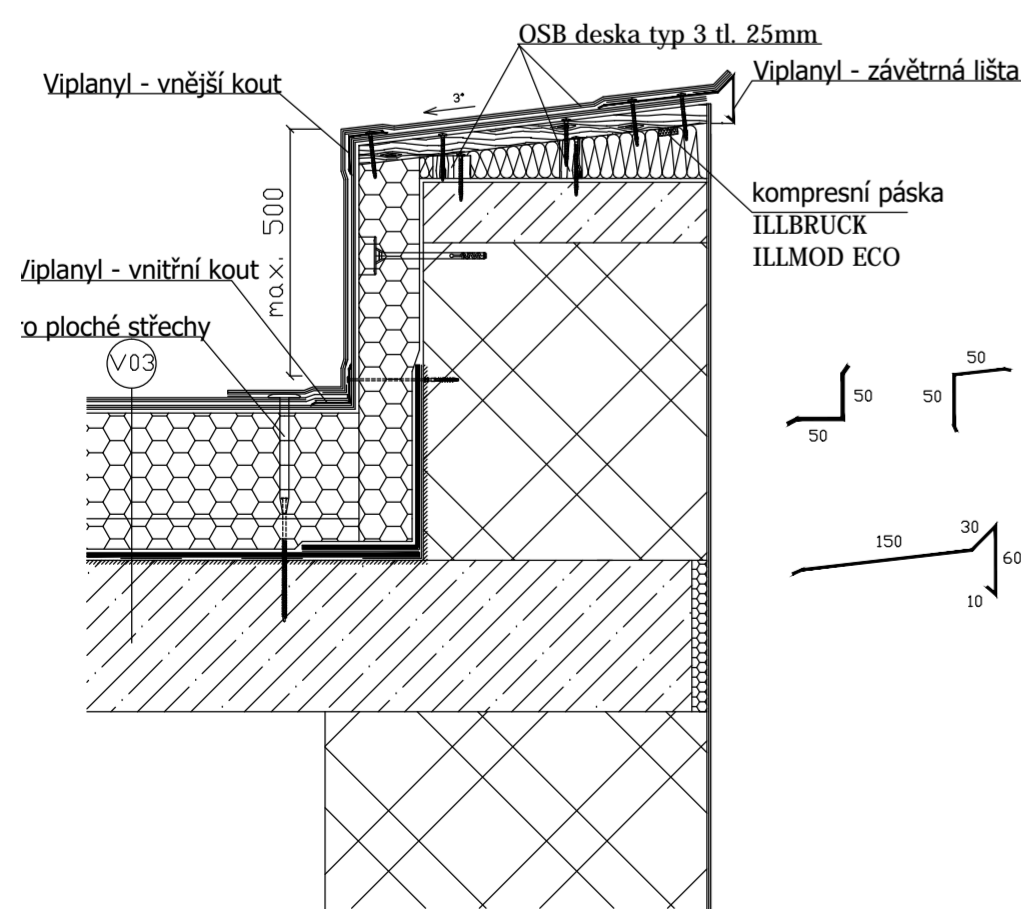 OSB deska typ 3 tl. 25mm
Viplanyl - vnější kout
Viplanyl - závětrná lišta
3°
max. 500
kompresní páska
ILLBRUCK
ILLMOD ECO
Viplanyl - vnitřní kout
ro ploché střechy
V03
50
50
50
50
150
30
60
10